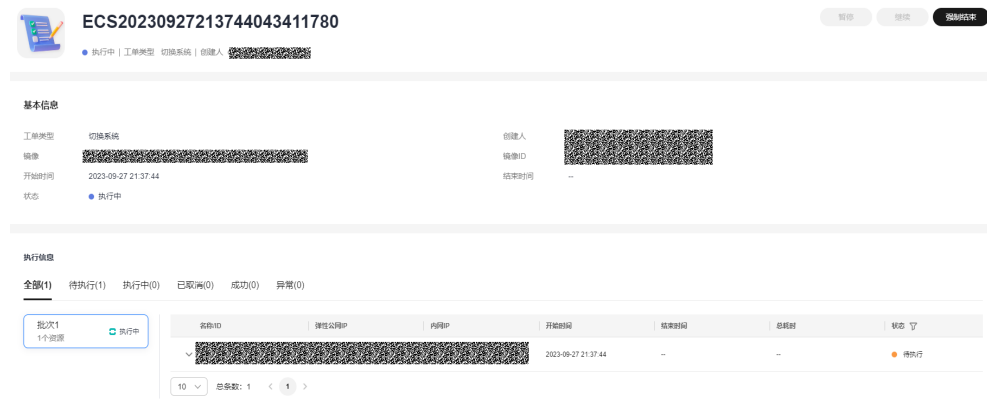 ECS20230927213744043411780
暂停 继续 强制结束
执行中 | 工单类型 切换系统 | 创建人
基本信息
工单类型 切换系统 创建人
镜像 镜像ID
开始时间 2023-09-27 21:37:44 结束时间 --
状态 执行中
执行信息
全部(1) 待执行(1) 执行中(0) 已取消(0) 成功(0) 异常(0)
批次1
1个资源
执行中
名称/ID 弹性公网IP 内网IP 开始时间 结束时间 总耗时 状态
2023-09-27 21:37:44 -- -- 待执行
10 总条数：1 1